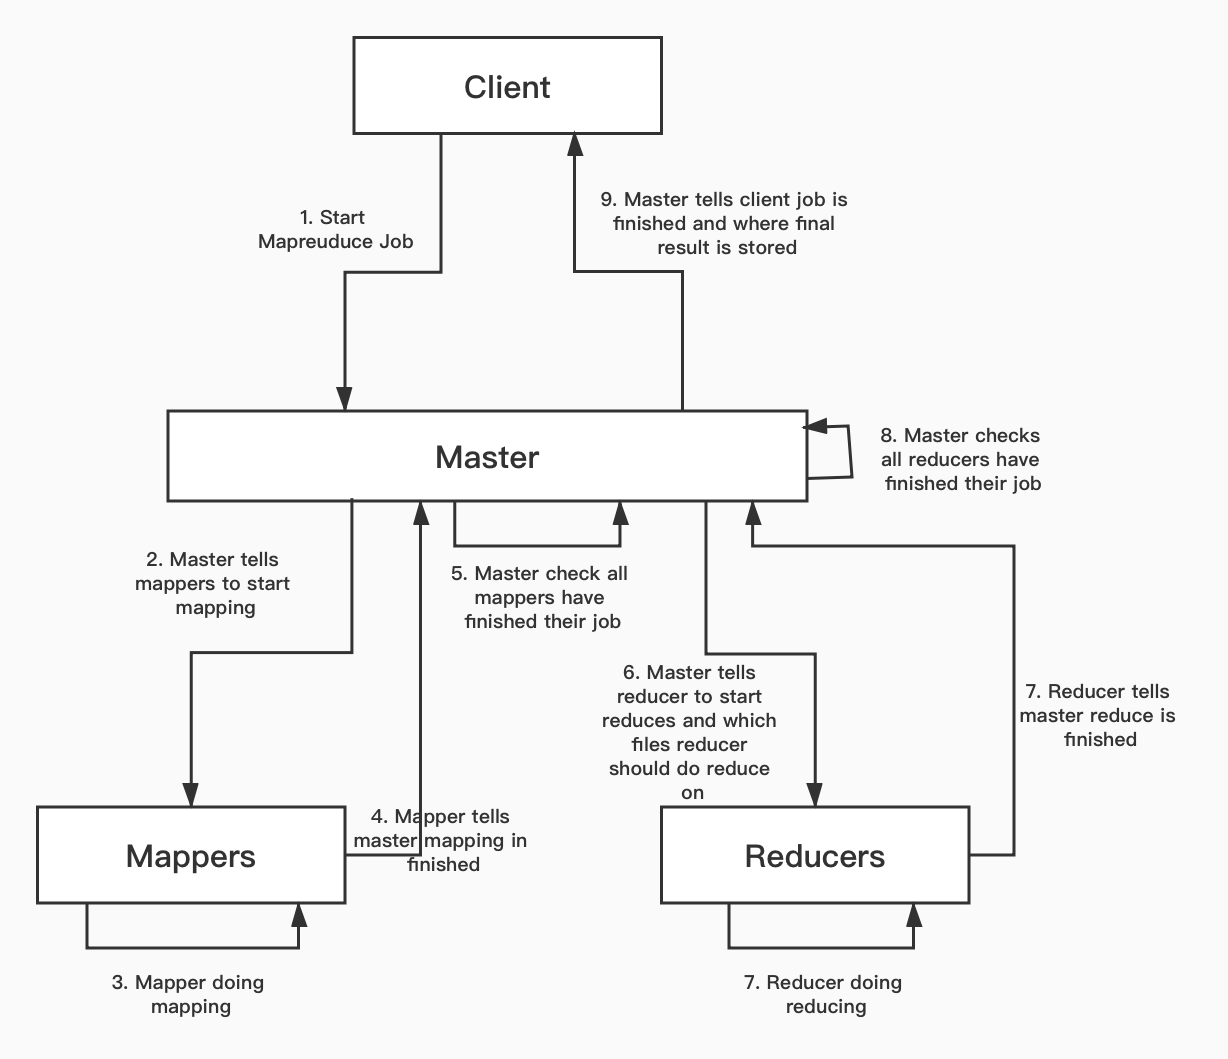 Client
1. Start
Mapreuduce Job
9. Master tells client job is
finished and where final
result is stored
Master
8. Master checks
all reducers have
finished their job
2. Master tells
mappers to start
mapping
5. Master check all
mappers have
finished their job
6. Master tells
reducer to start
reduces and which
files reducer
should do reduce
on
7. Reducer tells
master reduce is
finished
4. Mapper tells
master mapping in
finished
Mappers
Reducers
3. Mapper doing
mapping
7. Reducer doing
reducing